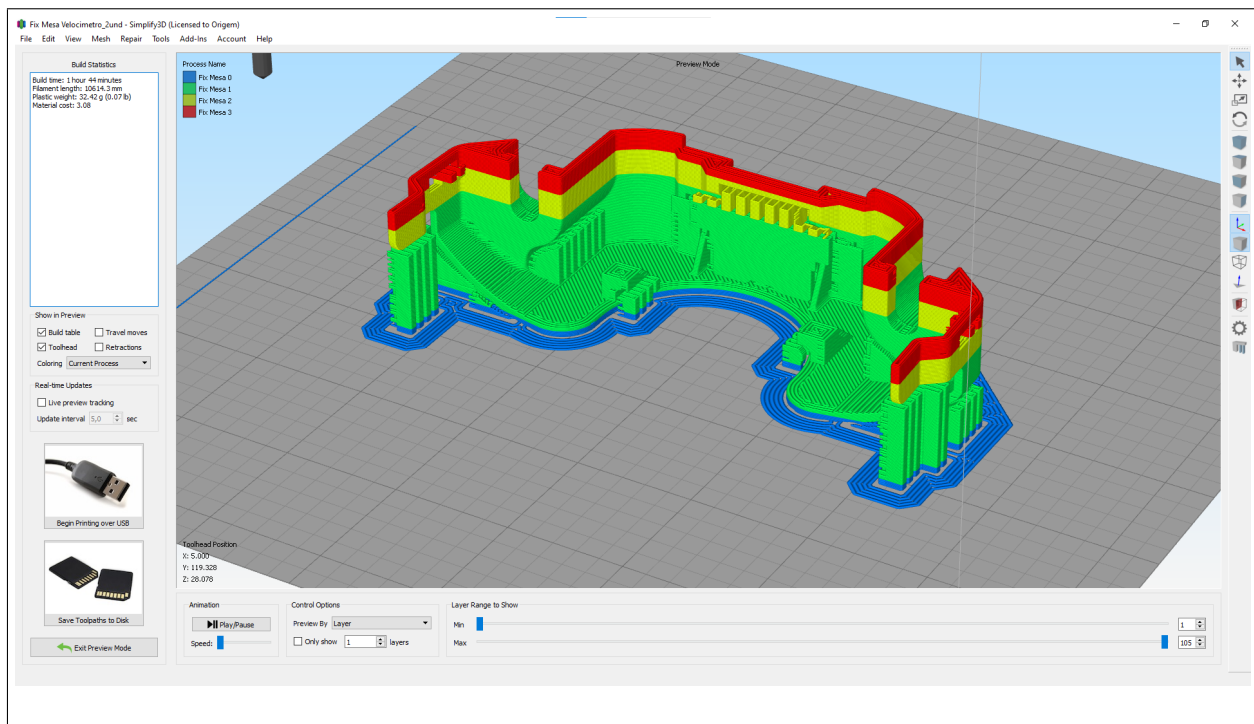 Fix Mesa Velocimetro_2und - Simplify3D (Licensed to Origem)
File Edit View Mesh Repair Tools Add-Ins Account Help
Build Statistics
Build time: 1 hour 44 minutes
Filament length: 10614.3 mm
Plastic weight: 32.42 g (0.07 lb)
Material cost: 3.08
Show in Preview
Build table Travel moves
Toolhead Retractions
Coloring Current Process
Real-time Updates
Live preview tracking
Update interval 5,0 sec
Begin Printing over USB
Save Toolpaths to Disk
Exit Preview Mode
Process Name
Fix Mesa 0
Fix Mesa 1
Fix Mesa 2
Fix Mesa 3
Preview Mode
Toolhead Position
X: 5.000
Y: 119.328
Z: 28.078
Animation
Play/Pause
Speed:
Control Options
Preview By Layer
Only show 1 layers
Layer Range to Show
Min 1
Max 105